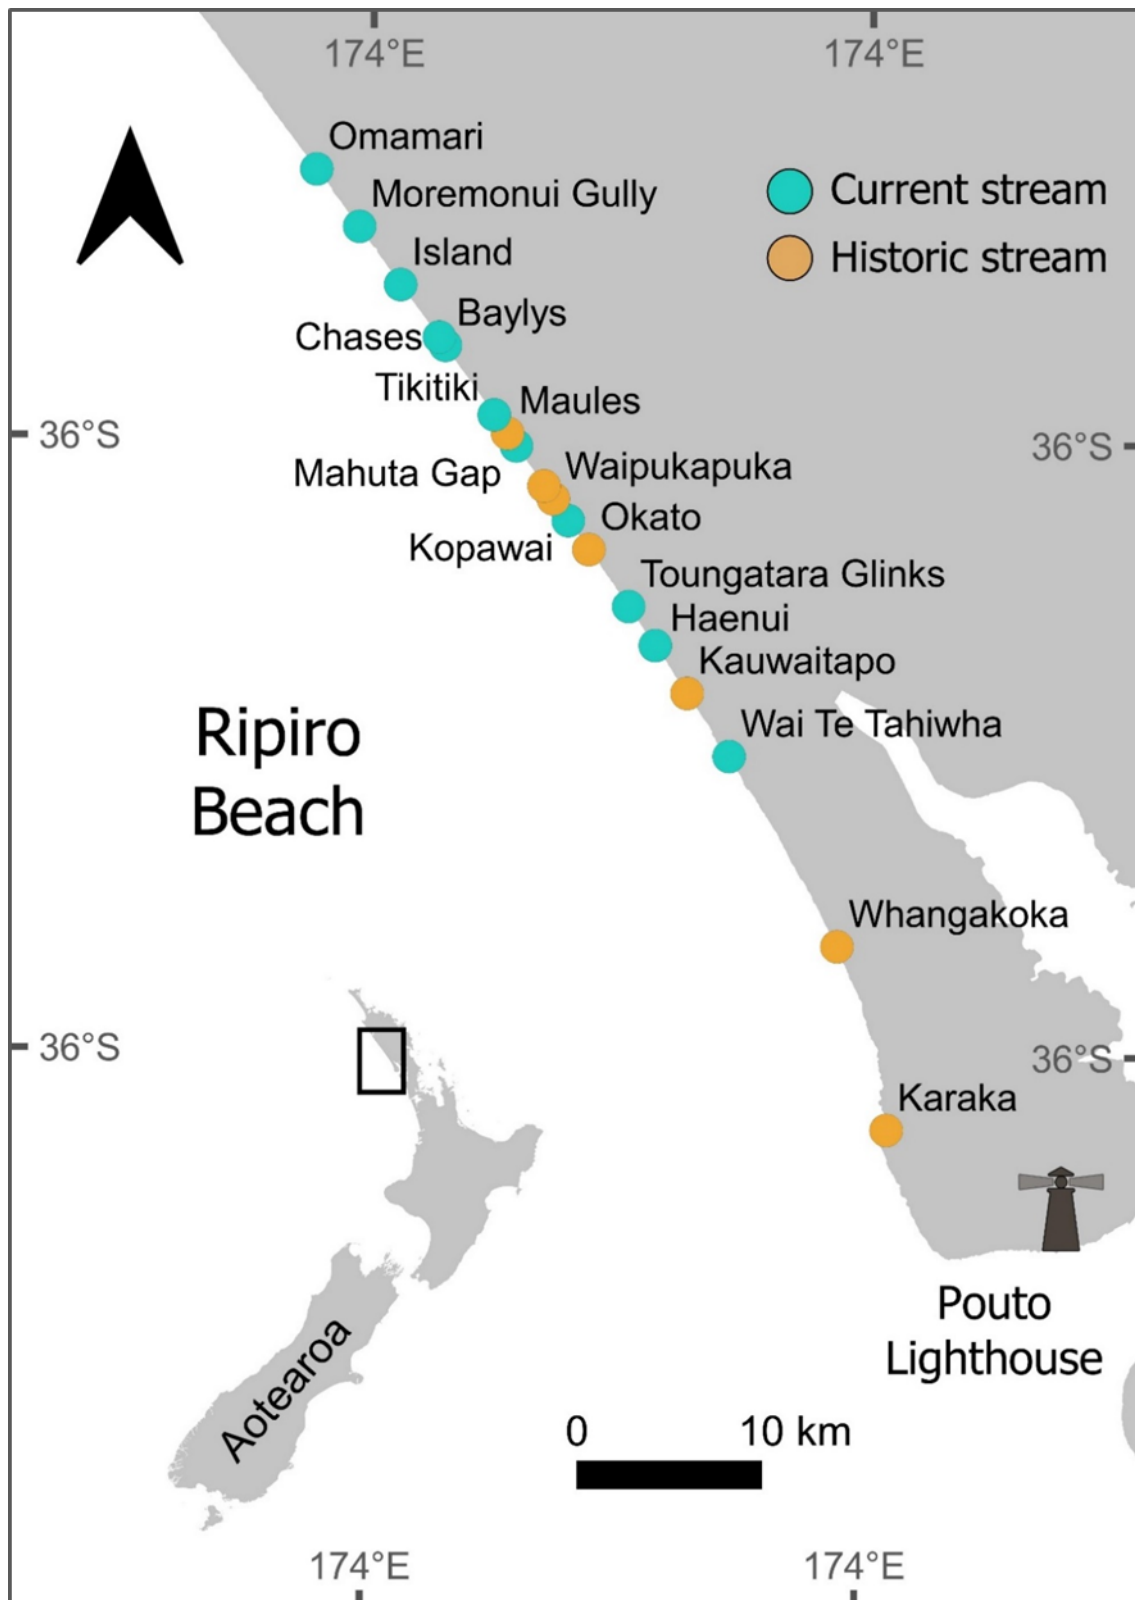 174°E
174°E
Omamari
Moremonui Gully
Current stream
Island
Historic stream
Baylys
Chases
Tikitiki
Maules
36°S
36°S
Mahuta Gap
Waipukapuka
Okato
Kopawai
Toungatara Glinks
Haenui
Kauwaitapo
Ripiro
Beach
Wai Te Tahiwha
Whangakoka
36°S
36°S
Karaka
Pouto
Lighthouse
Aotearoa
0
10 km
174°E
174°E